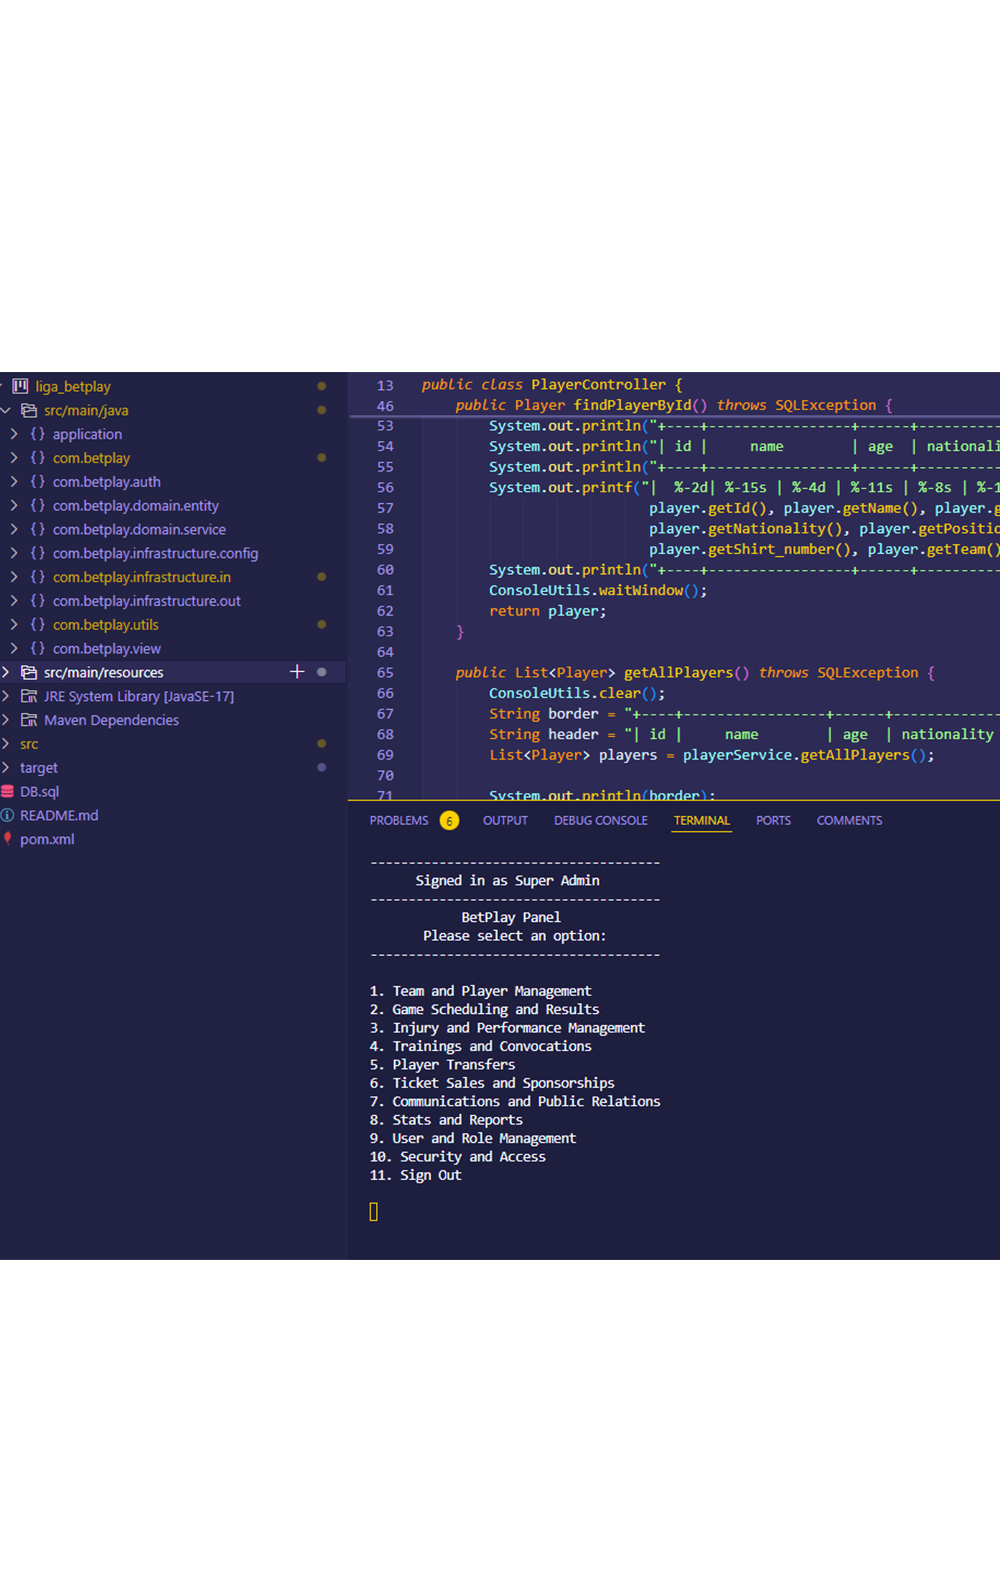 liga_betplay
src/main/java
{} application
{} com.betplay
{} com.betplay.auth
{} com.betplay.domain.entity
{} com.betplay.domain.service
{} com.betplay.infrastructure.config
{} com.betplay.infrastructure.in
{} com.betplay.infrastructure.out
{} com.betplay.utils
{} com.betplay.view
src/main/resources
JRE System Library [JavaSE-17]
Maven Dependencies
src
target
DB.sql
README.md
pom.xml
13 public class PlayerController {
46 public Player findPlayerById() throws SQLException {
53 System.out.println("+----+-----------------+------+----------
54 System.out.println("| id |     name        | age  | nationali
55 System.out.println("+----+-----------------+------+----------
56 System.out.printf("|  %-2d| %-15s | %-4d | %-11s | %-8s | %-1
57 player.getId(), player.getName(), player.g
58 player.getNationality(), player.getPositio
59 player.getShirt_number(), player.getTeam()
60 System.out.println("+----+-----------------+------+----------
61 ConsoleUtils.waitWindow();
62 return player;
63 }
64
65 public List<Player> getAllPlayers() throws SQLException {
66 ConsoleUtils.clear();
67 String border = "+----+-----------------+------+-------------
68 String header = "| id |     name        | age  | nationality
69 List<Player> players = playerService.getAllPlayers();
70
71 System.out.println(border);
PROBLEMS 6 OUTPUT DEBUG CONSOLE TERMINAL PORTS COMMENTS
--------------------------------------
Signed in as Super Admin
--------------------------------------
BetPlay Panel
Please select an option:
--------------------------------------
1. Team and Player Management
2. Game Scheduling and Results
3. Injury and Performance Management
4. Trainings and Convocations
5. Player Transfers
6. Ticket Sales and Sponsorships
7. Communications and Public Relations
8. Stats and Reports
9. User and Role Management
10. Security and Access
11. Sign Out